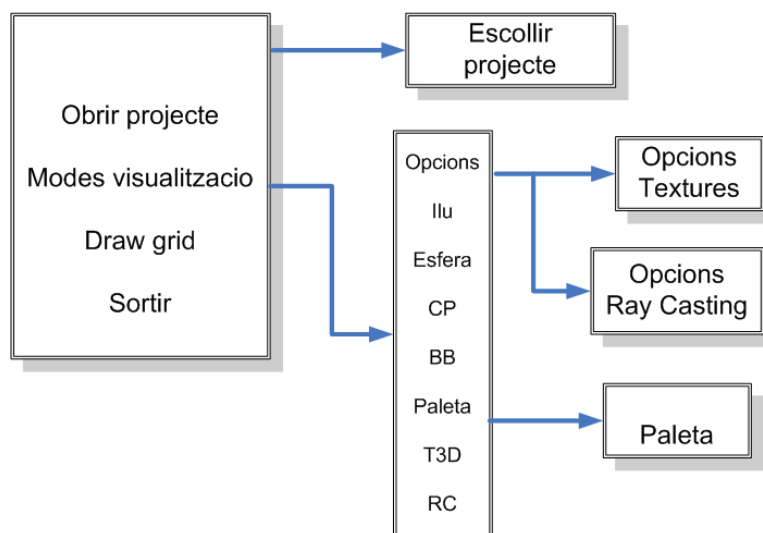 Obrir projecte
Modes visualitzacio
Draw grid
Sortir
Escollir
projecte
Opcions
Ilu
Esfera
CP
BB
Paleta
T3D
RC
Opcions
Textures
Opcions
Ray Casting
Paleta